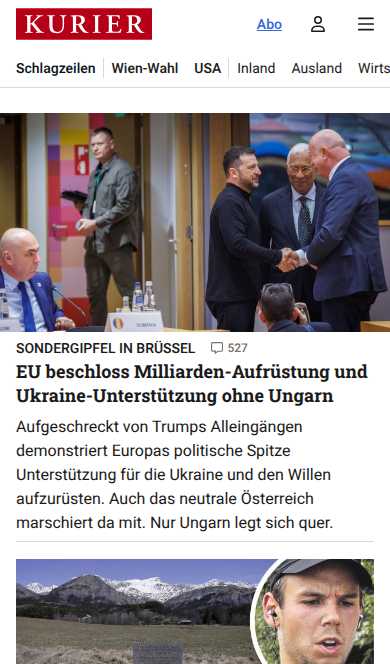 KURIER
Abo
Schlagzeilen Wien-Wahl USA Inland Ausland Wirts
SONDERGIPFEL IN BRÜSSEL 527
EU beschloss Milliarden-Aufrüstung und
Ukraine-Unterstützung ohne Ungarn
Aufgeschreckt von Trumps Alleingängen
demonstriert Europas politische Spitze
Unterstützung für die Ukraine und den Willen
aufzurüsten. Auch das neutrale Österreich
marschiert da mit. Nur Ungarn legt sich quer.